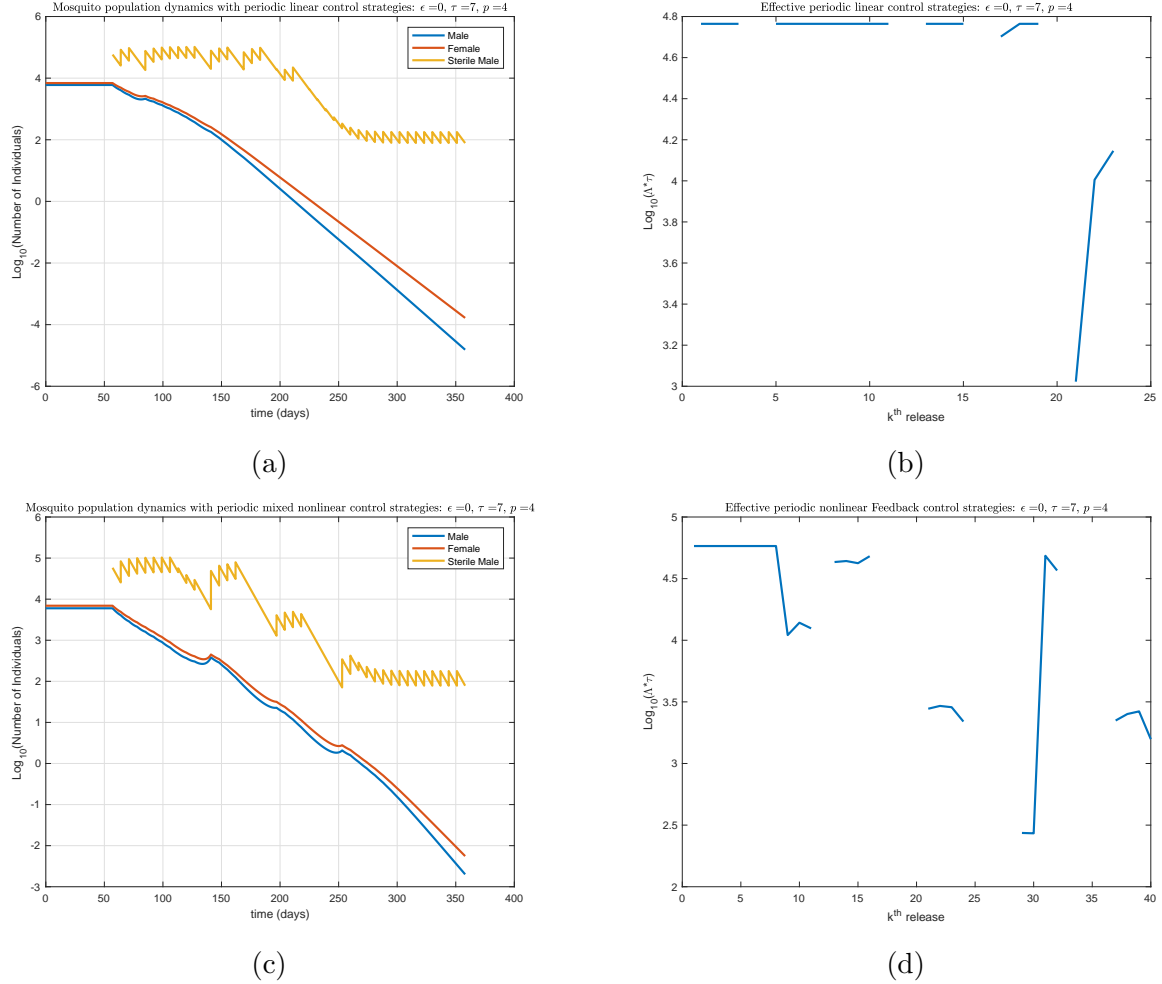 Mosquito population dynamics with periodic linear control strategies: ϵ =0, τ =7, p =4
6
4
2
0
-2
-4
-6
Log10(Number of Individuals)
Male
Female
Sterile Male
0 50 100 150 200 250 300 350 400
time (days)
(a)
Effective periodic linear control strategies: ϵ =0, τ =7, p =4
4.8
4.6
4.4
4.2
4
3.8
3.6
3.4
3.2
3
Log10(Λ*τ)
0 5 10 15 20 25
kth release
(b)
Mosquito population dynamics with periodic mixed nonlinear control strategies: ϵ =0, τ =7, p =4
6
5
4
3
2
1
0
-1
-2
-3
Log10(Number of Individuals)
Male
Female
Sterile Male
0 50 100 150 200 250 300 350 400
time (days)
(c)
Effective periodic nonlinear Feedback control strategies: ϵ =0, τ =7, p =4
5
4.5
4
3.5
3
2.5
2
Log10(Λ*τ)
0 5 10 15 20 25 30 35 40
kth release
(d)